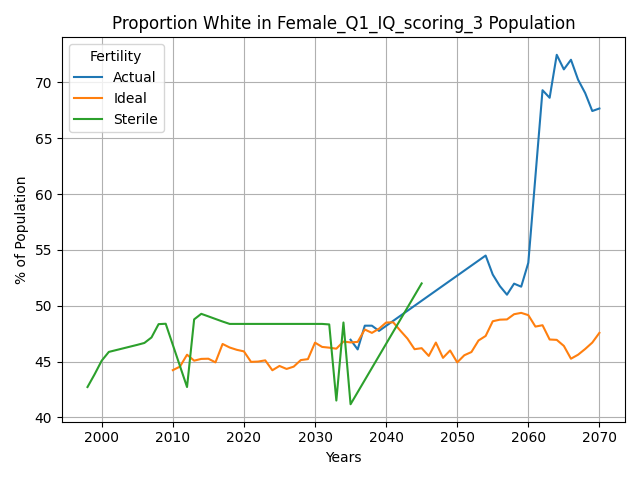 Proportion White in Female_Q1_IQ_scoring_3 Population
Fertility
Actual
Ideal
Sterile
% of Population
70
65
60
55
50
45
40
2000
2010
2020
2030
2040
2050
2060
2070
Years